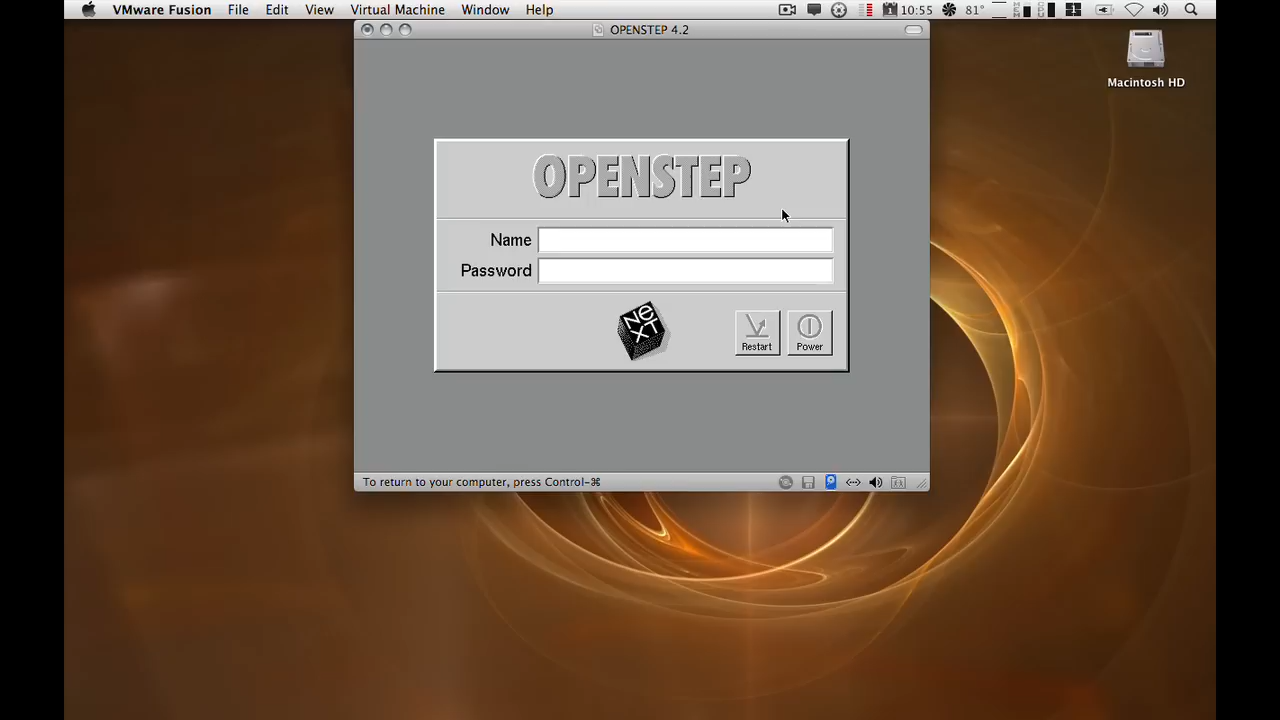 VMware Fusion File Edit View Virtual Machine Window Help 1 10:55 81°
OPENSTEP 4.2
Macintosh HD
OPENSTEP
Name
Password
NeXT
Restart
Power
To return to your computer, press Control-⌘